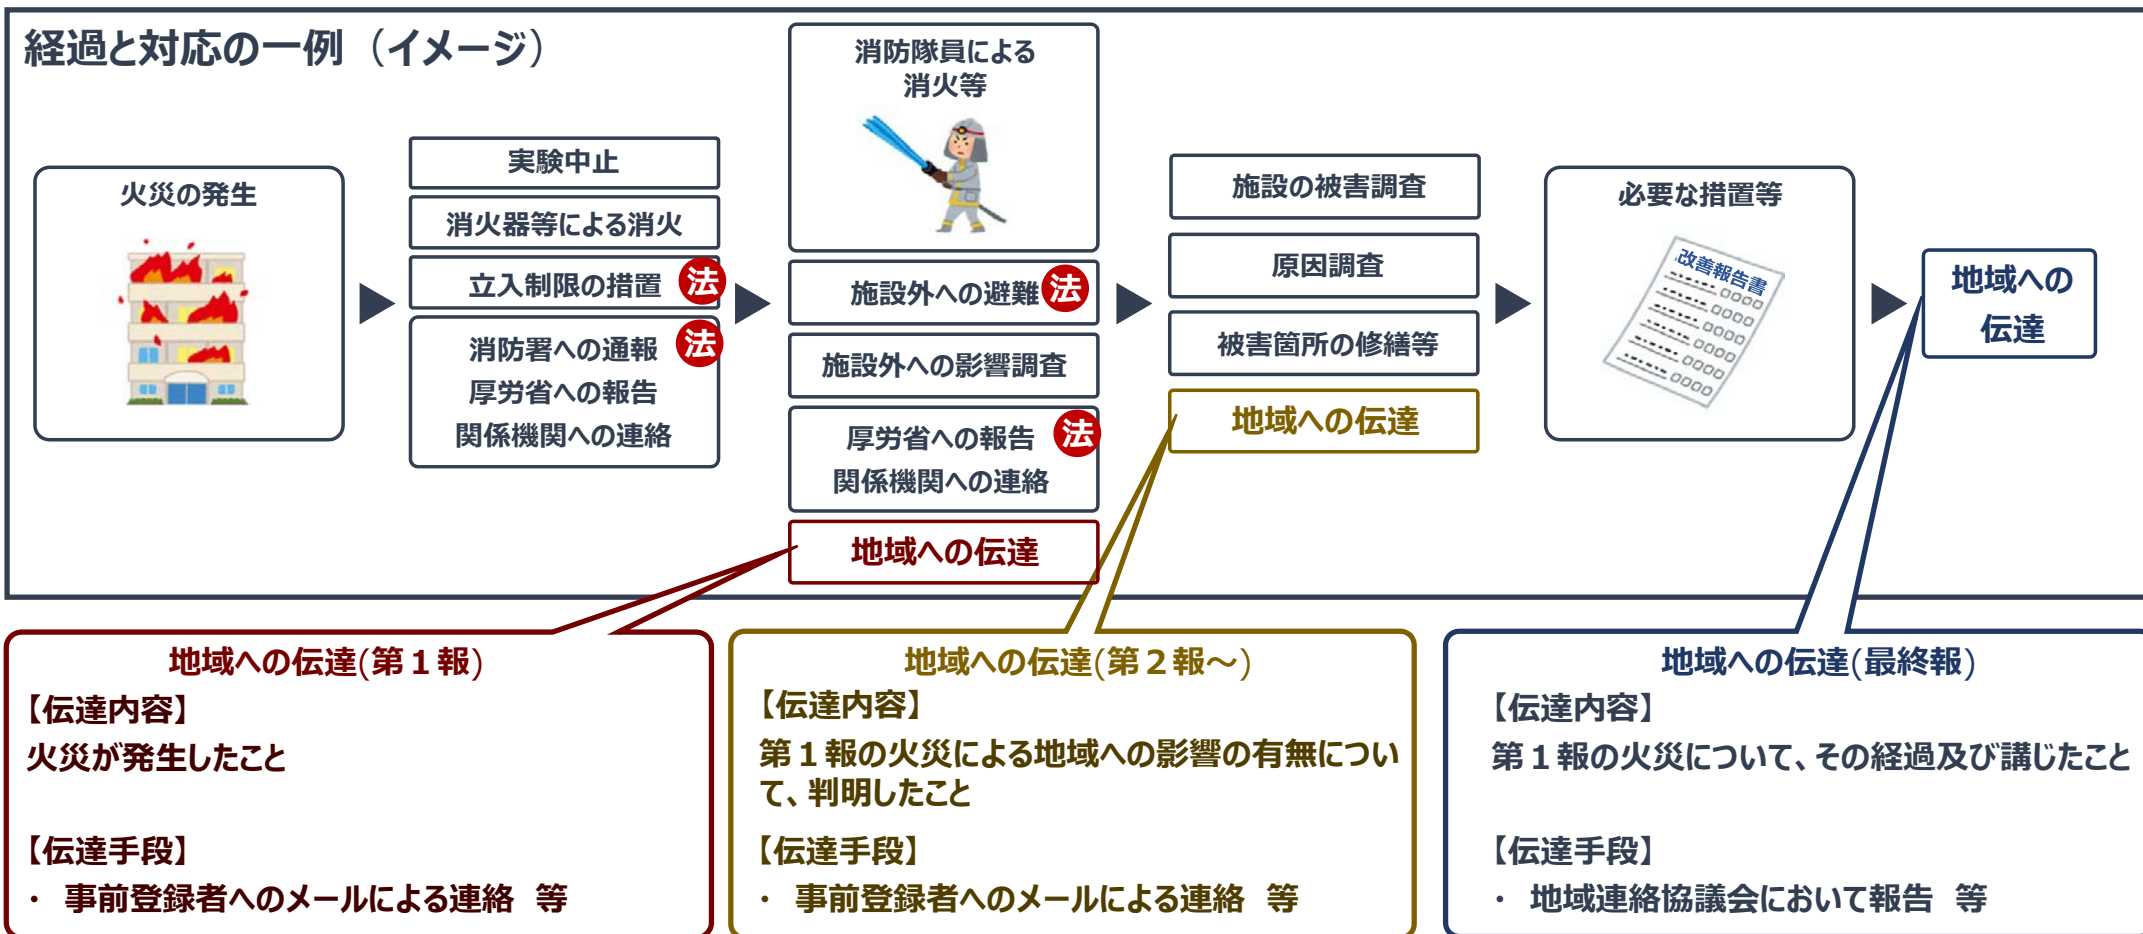 経過と対応の一例（イメージ）
火災の発生
実験中止
消火器等による消火
立入制限の措置
法
消防署への通報
法
厚労省への報告
関係機関への連絡
消防隊員による
消火等
施設外への避難
法
施設外への影響調査
厚労省への報告
法
関係機関への連絡
地域への伝達
施設の被害調査
原因調査
被害箇所の修繕等
地域への伝達
必要な措置等
改善報告書
地域への
伝達
地域への伝達(第１報)
【伝達内容】
火災が発生したこと
【伝達手段】
・ 事前登録者へのメールによる連絡 等
地域への伝達(第２報～)
【伝達内容】
第１報の火災による地域への影響の有無につい
て、判明したこと
【伝達手段】
・ 事前登録者へのメールによる連絡 等
地域への伝達(最終報)
【伝達内容】
第１報の火災について、その経過及び講じたこと
【伝達手段】
・ 地域連絡協議会において報告 等